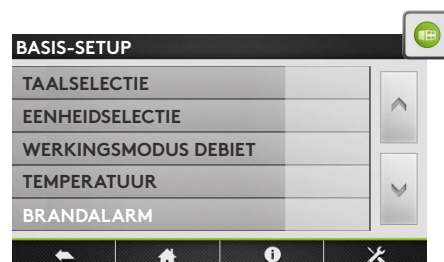 BASIS-SETUP
TAALSELECTIE
EENHEIDSELECTIE
WERKINGSMODUS DEBIET
TEMPERATUUR
BRANDALARM